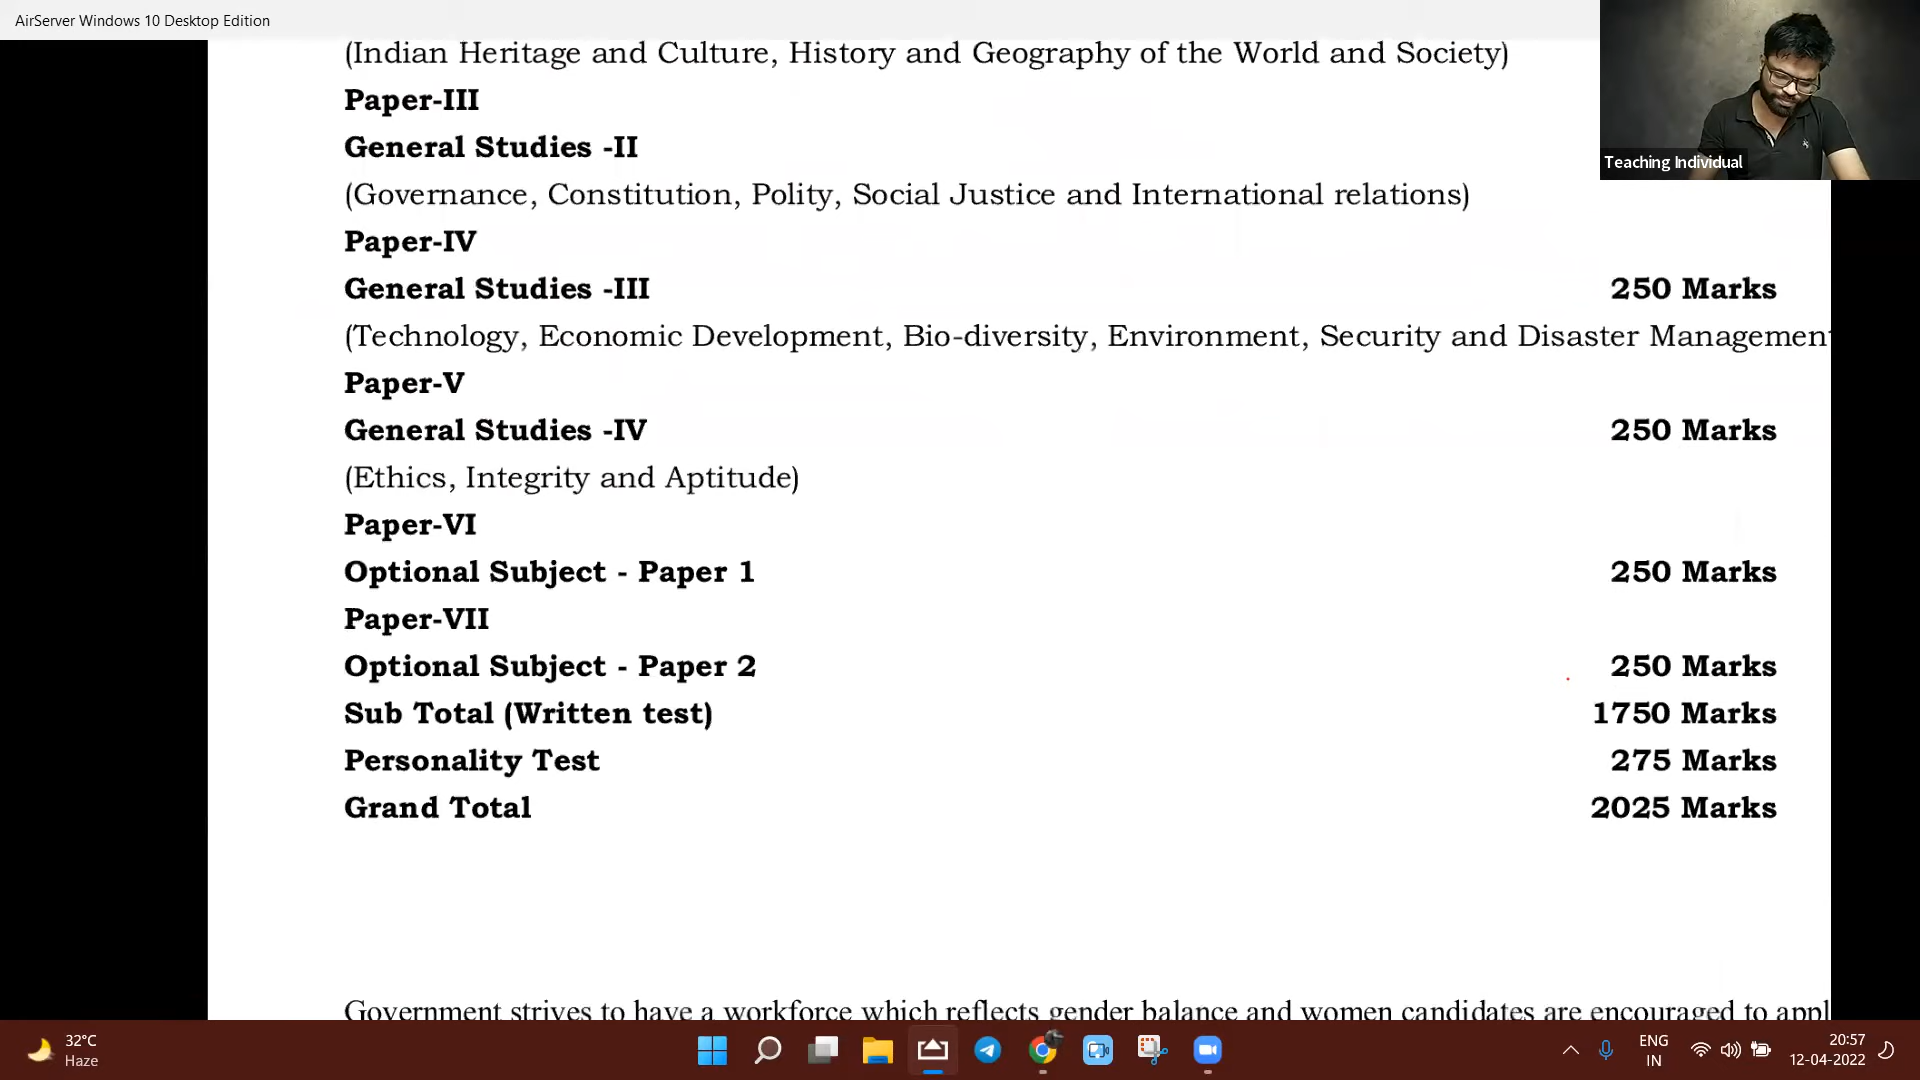 AirServer Windows 10 Desktop Edition
(Indian Heritage and Culture, History and Geography of the World and Society)
Paper-III
General Studies -II
(Governance, Constitution, Polity, Social Justice and International relations)
Paper-IV
General Studies -III 250 Marks
(Technology, Economic Development, Bio-diversity, Environment, Security and Disaster Management
Paper-V
General Studies -IV 250 Marks
(Ethics, Integrity and Aptitude)
Paper-VI
Optional Subject - Paper 1 250 Marks
Paper-VII
Optional Subject - Paper 2 250 Marks
Sub Total (Written test) 1750 Marks
Personality Test 275 Marks
Grand Total 2025 Marks
Government strives to have a workforce which reflects gender balance and women candidates are encouraged to appl
Teaching Individual
32°C
Haze
ENG
IN
20:57
12-04-2022